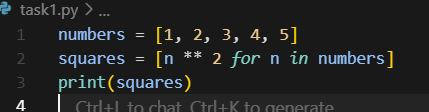 task1.py > ...
1 numbers = [1, 2, 3, 4, 5]
2 squares = [n ** 2 for n in numbers]
3 print(squares)
4 Ctrl+L to chat, Ctrl+K to generate